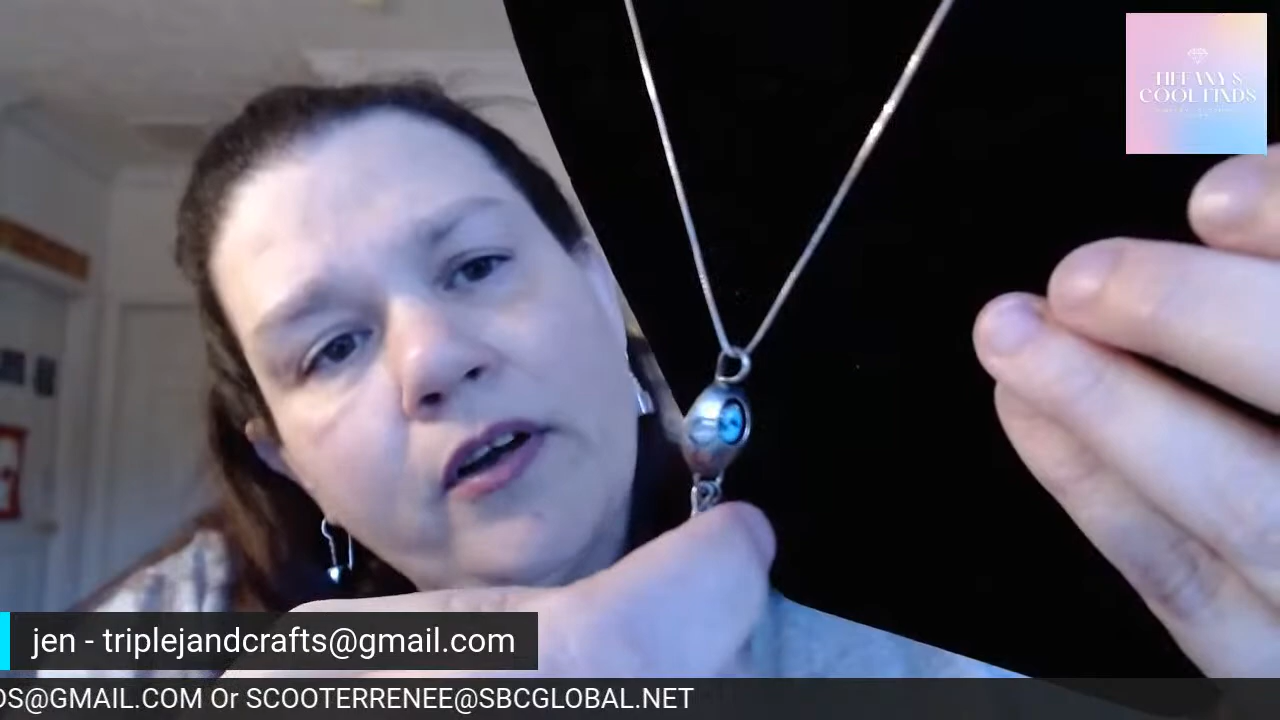 TIFFANY'S
COOL FINDS
jen - triplejandcrafts@gmail.com
DS@GMAIL.COM Or SCOOTERRENEE@SBCGLOBAL.NET